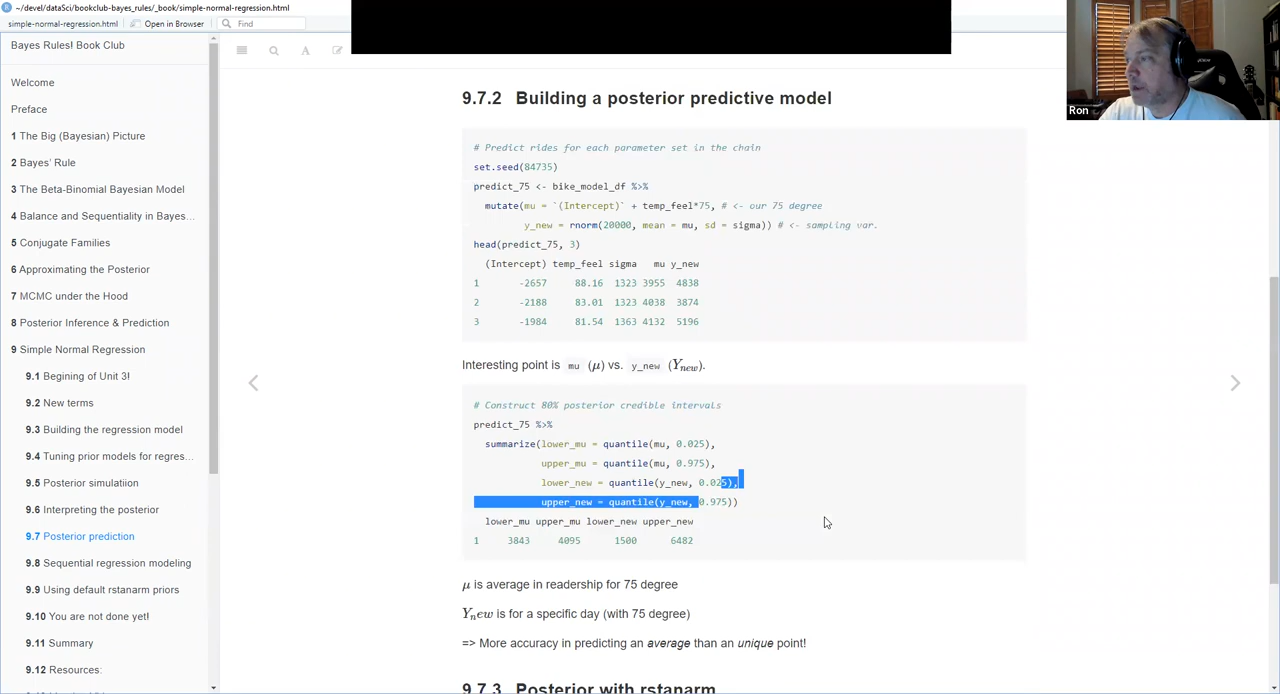 ~/devel/dataSci/bookclub-bayes_rules/_book/simple-normal-regression.html
simple-normal-regression.html
Open in Browser
Find
Bayes Rules! Book Club
Welcome
Preface
1 The Big (Bayesian) Picture
2 Bayes' Rule
3 The Beta-Binomial Bayesian Model
4 Balance and Sequentiality in Bayes...
5 Conjugate Families
6 Approximating the Posterior
7 MCMC under the Hood
8 Posterior Inference & Prediction
9 Simple Normal Regression
9.1 Begining of Unit 3!
9.2 New terms
9.3 Building the regression model
9.4 Tuning prior models for regres...
9.5 Posterior simulatiion
9.6 Interpreting the posterior
9.7 Posterior prediction
9.8 Sequential regression modeling
9.9 Using default rstanarm priors
9.10 You are not done yet!
9.11 Summary
9.12 Resources:
A
9.7.2 Building a posterior predictive model
# Predict rides for each parameter set in the chain
set.seed(84735)
predict_75 <- bike_model_df %>%
mutate(mu = `(Intercept)` + temp_feel*75, # <- our 75 degree
y_new = rnorm(20000, mean = mu, sd = sigma)) # <- sampling var.
head(predict_75, 3)
(Intercept) temp_feel sigma mu y_new
1 -2657 88.16 1323 3955 4838
2 -2188 83.01 1323 4038 3874
3 -1984 81.54 1363 4132 5196
Interesting point is mu (μ) vs. y_new (Y_new).
# Construct 80% posterior credible intervals
predict_75 %>%
summarize(lower_mu = quantile(mu, 0.025),
upper_mu = quantile(mu, 0.975),
lower_new = quantile(y_new, 0.025),
upper_new = quantile(y_new, 0.975))
lower_mu upper_mu lower_new upper_new
1 3843 4095 1500 6482
μ is average in readership for 75 degree
Y_new is for a specific day (with 75 degree)
=> More accuracy in predicting an average than an unique point!
9.7.3 Posterior with rstanarm
Ron